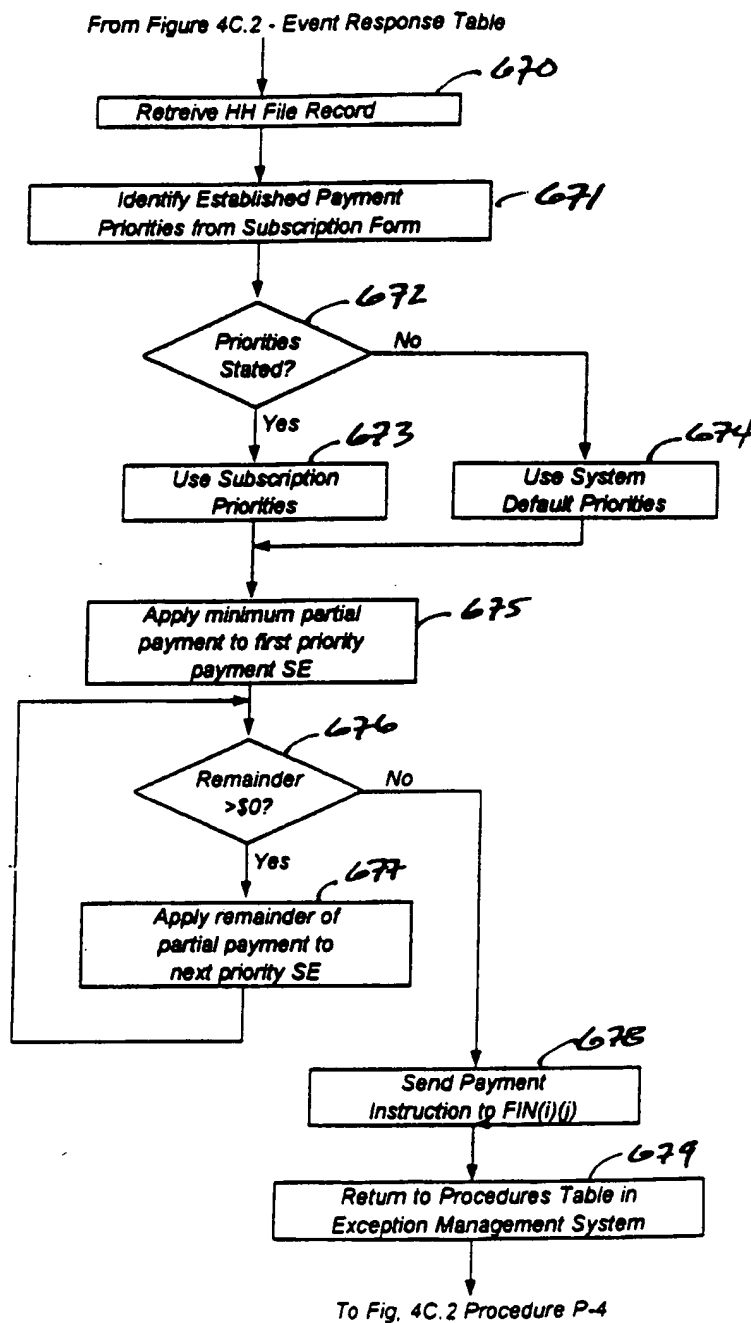 From Figure 4C.2 - Event Response Table
670
Retreive HH File Record
671
Identify Established Payment
Priorities from Subscription Form
672
Priorities
Stated?
No
Yes
673
674
Use Subscription
Priorities
Use System
Default Priorities
675
Apply minimum partial
payment to first priority
payment SE
676
Remainder
>$0?
No
Yes
677
Apply remainder of
partial payment to
next priority SE
678
Send Payment
Instruction to FIN(i)(j)
679
Return to Procedures Table in
Exception Management System
To Fig, 4C.2 Procedure P-4